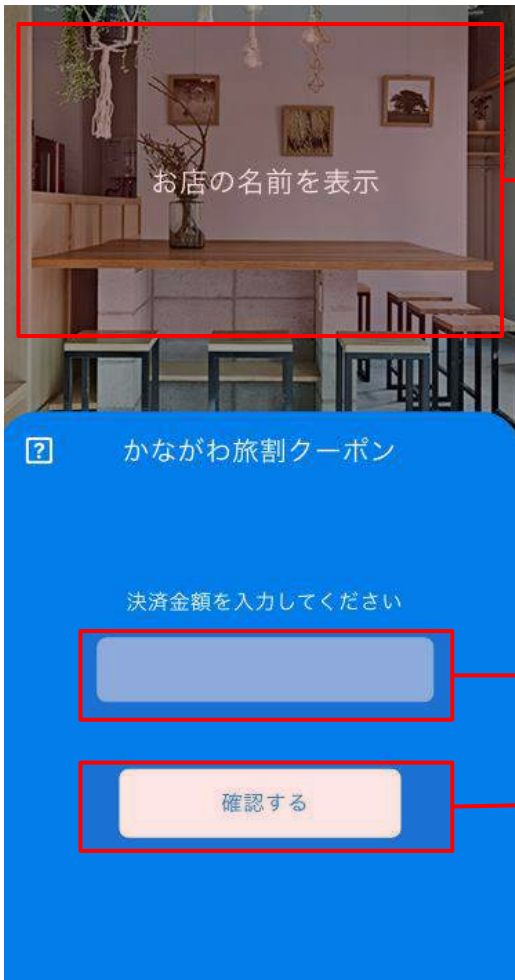 お店の名前を表示
?
かながわ旅割クーポン
決済金額を入力してください
確認する